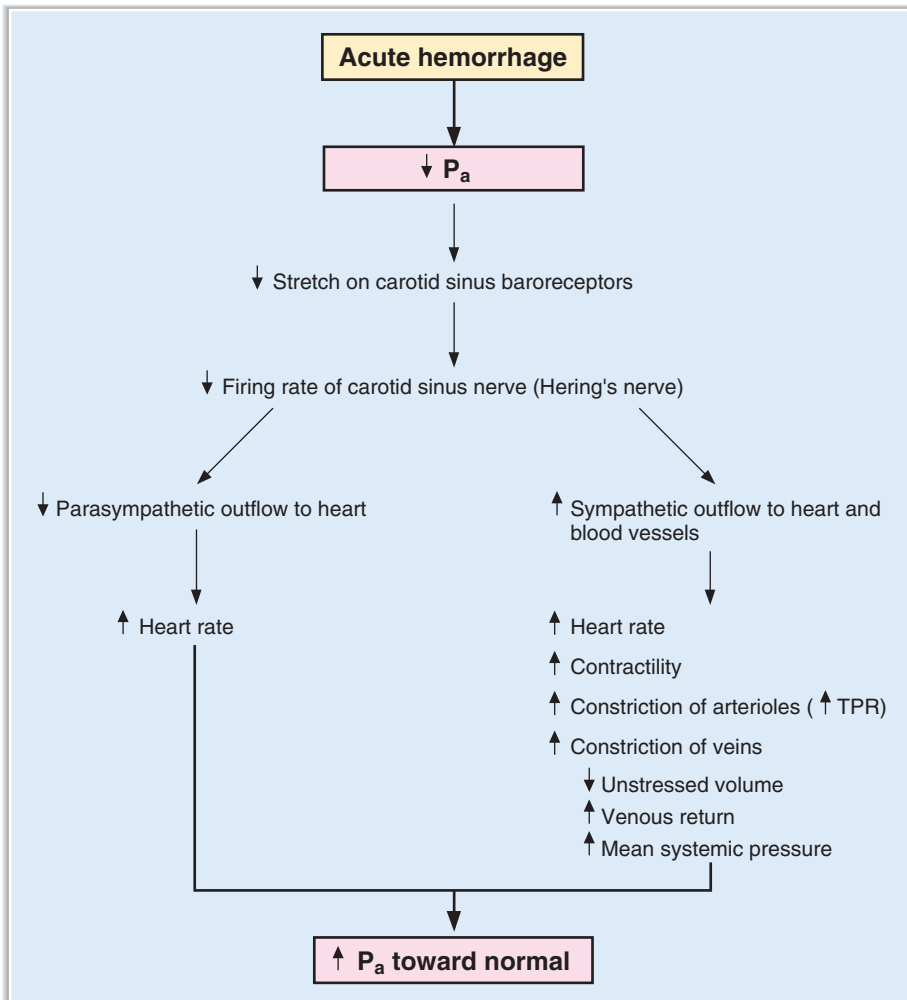 Acute hemorrhage
↓ Pa
↓ Stretch on carotid sinus baroreceptors
↓ Firing rate of carotid sinus nerve (Hering's nerve)
↓ Parasympathetic outflow to heart
↑ Heart rate
↑ Sympathetic outflow to heart and
blood vessels
↑ Heart rate
↑ Contractility
↑ Constriction of arterioles ( ↑ TPR)
↑ Constriction of veins
↓ Unstressed volume
↑ Venous return
↑ Mean systemic pressure
↑ Pa toward normal